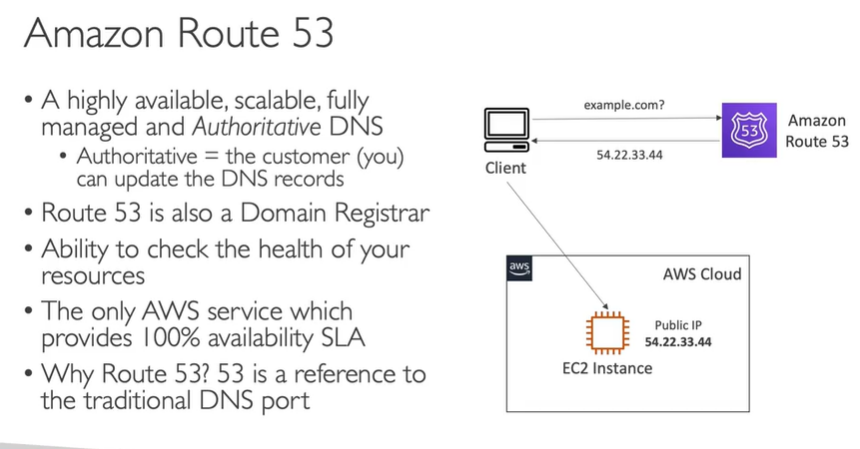 Amazon Route 53
• A highly available, scalable, fully
managed and Authoritative DNS
• Authoritative = the customer (you)
can update the DNS records
• Route 53 is also a Domain Registrar
• Ability to check the health of your
resources
• The only AWS service which
provides 100% availability SLA
• Why Route 53? 53 is a reference to
the traditional DNS port
example.com?
54.22.33.44
Client
53
Amazon
Route 53
aws
AWS Cloud
Public IP
54.22.33.44
EC2 Instance